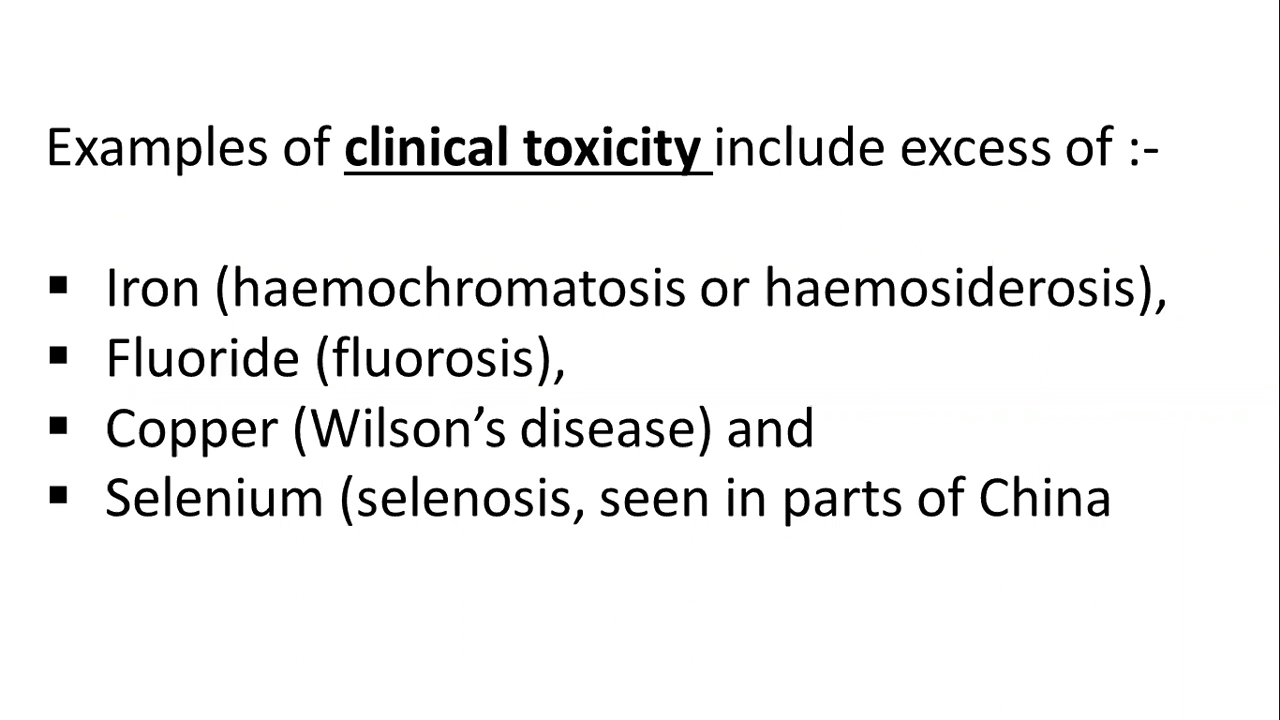 Examples of clinical toxicity include excess of :-
▪ Iron (haemochromatosis or haemosiderosis),
▪ Fluoride (fluorosis),
▪ Copper (Wilson’s disease) and
▪ Selenium (selenosis, seen in parts of China